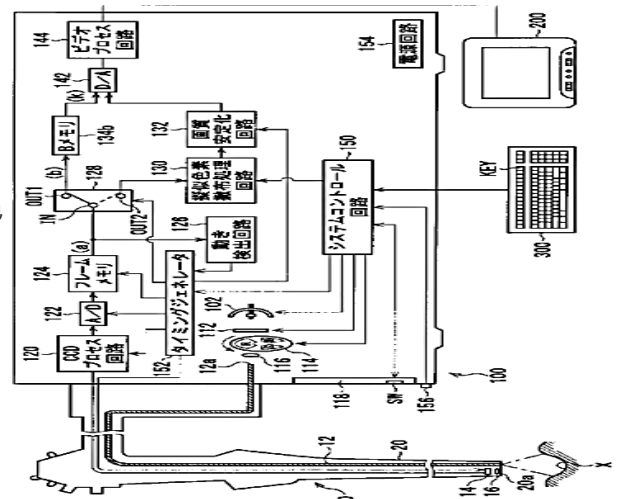 120
CCD
プロセス
回路
122
A/D
124
フレーム
メモリ
(a)
IN
OUT1
OUT2
128
(b)
Bメモリ
134b
(k)
142
D/A
144
ビデオ
プロセス
回路
126
動き
検出回路
130
擬似色素
散布処理
回路
132
画質
安定化
回路
152
タイミングジェネレータ
150
システムコントロール
回路
154
電源回路
102
112
114
116
12a
118
SW
156
100
200
KEY
300
12
20
14
16
20a
X